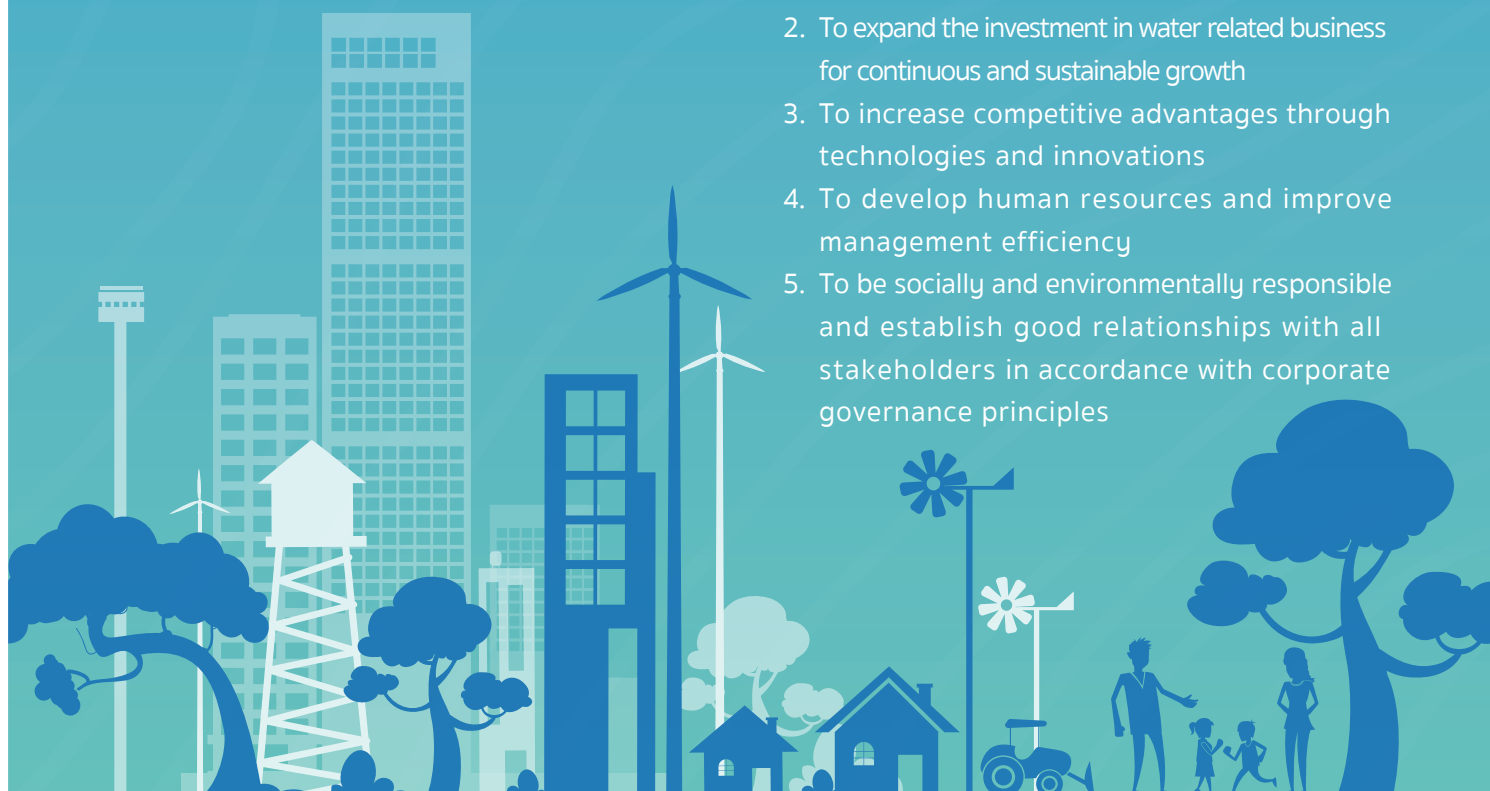 2. To expand the investment in water related business
for continuous and sustainable growth
3. To increase competitive advantages through
technologies and innovations
4. To develop human resources and improve
management efficiency
5. To be socially and environmentally responsible
and establish good relationships with all
stakeholders in accordance with corporate
governance principles